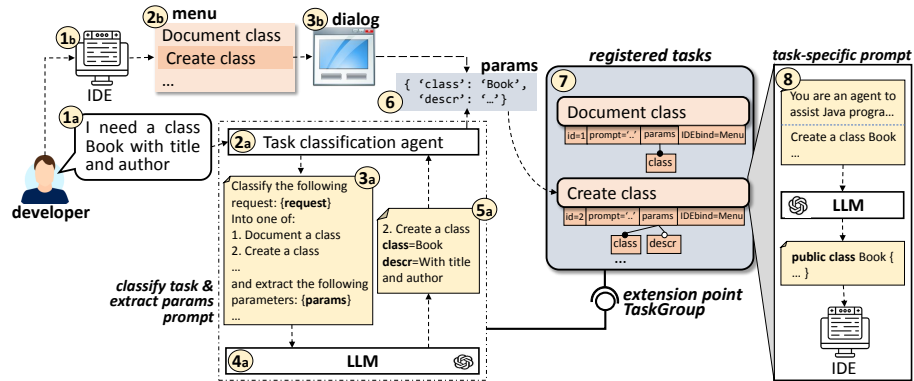 1b
IDE
2b
menu
Document class
Create class
...
3b
dialog
1a
I need a class
Book with title
and author
developer
2a
Task classification agent
3a
Classify the following
request: {request}
Into one of:
1. Document a class
2. Create a class
...
and extract the following
parameters: {params}
...
classify task &
extract params
prompt
5a
2. Create a class
class=Book
descr=With title
and author
4a
LLM
params
6
{ ‘class’: ‘Book’,
‘descr’: ‘…’}
registered tasks
7
Document class
id=1 prompt=‘..’ params IDEbind=Menu
class
Create class
id=2 prompt=‘..’ params IDEbind=Menu
class descr
...
extension point
TaskGroup
task-specific prompt
8
You are an agent to
assist Java progra…
Create a class Book
...
LLM
public class Book {
... }
IDE